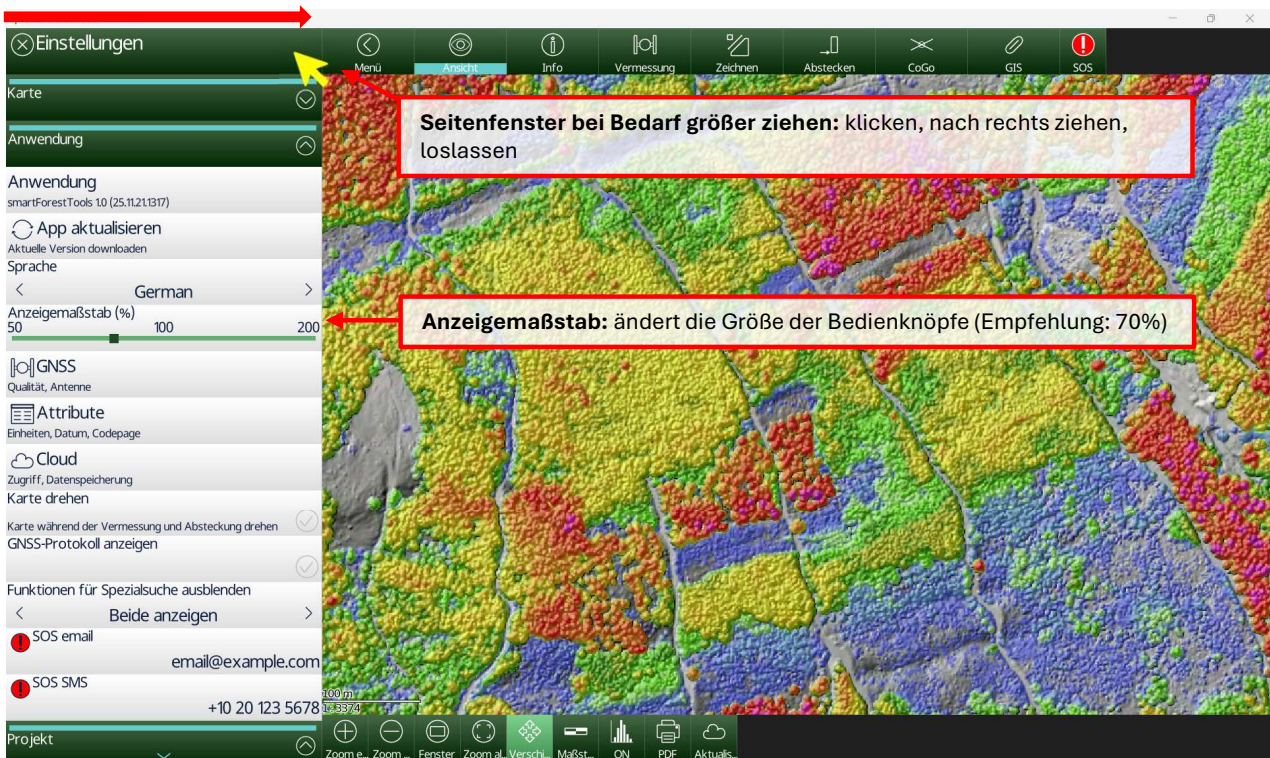 Einstellungen
Menü
Ansicht
Info
Vermessung
Zeichnen
Abstecken
CoGo
GIS
SOS
Karte
Seitenfenster bei Bedarf größer ziehen: klicken, nach rechts ziehen,
loslassen
Anwendung
Anwendung
smartForestTools 1.0 (25.11.21.1317)
App aktualisieren
Aktuelle Version downloaden
Sprache
German
Anzeigemaßstab (%)
50 100 200
Anzeigemaßstab: ändert die Größe der Bedienknöpfe (Empfehlung: 70%)
GNSS
Qualität, Antenne
Attribute
Einheiten, Datum, Codepage
Cloud
Zugriff, Datenspeicherung
Karte drehen
Karte während der Vermessung und Absteckung drehen
GNSS-Protokoll anzeigen
Funktionen für Spezialsuche ausblenden
Beide anzeigen
SOS email
email@example.com
SOS SMS
+10 20 123 5678
100 m
1:3374
Projekt
Zoom e...
Zoom ...
Fenster
Zoom al...
Verschi...
Maßst...
ON
PDF
Aktualis...